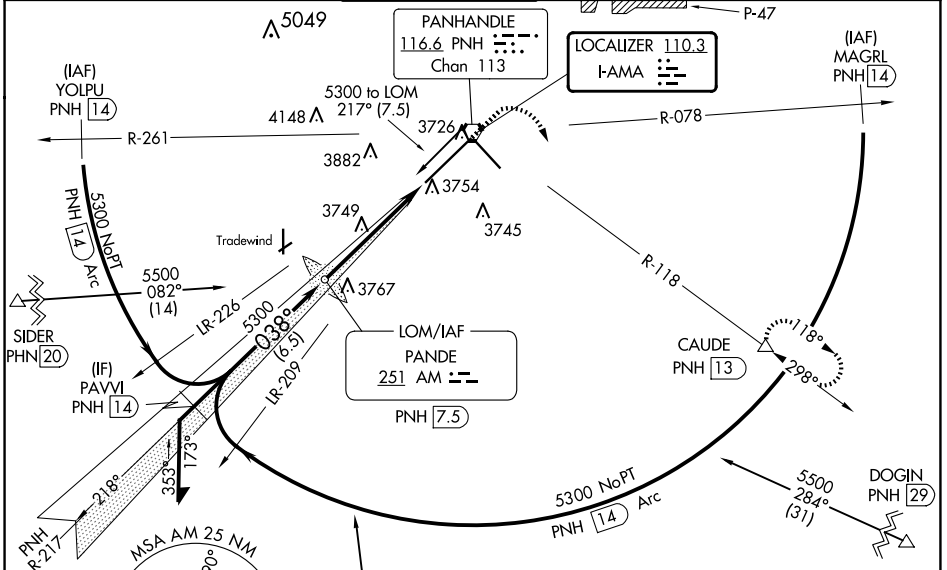 5049
P-47
PANHANDLE
116.6 PNH
Chan 113
LOCALIZER 110.3
I-AMA
(IAF)
YOLPU
PNH 14
(IAF)
MAGRL
PNH 14
5300 to LOM
217° (7.5)
4148
3726
R-261
R-078
3882
3754
3749
3745
5300 NoPT
PNH 14 Arc
Tradewind
R-118
5500
082°
(14)
LR-226
5300
038°
(6.5)
3767
SIDER
PHN 20
LOM/IAF
PANDE
251 AM
PNH 7.5
LR-209
CAUDE
PNH 13
118°
298°
(IF)
PAVVI
PNH 14
353°
173°
218°
PNH
R-217
5300 NoPT
PNH 14 Arc
5500
284°
(31)
DOGIN
PNH 29
MSA AM 25 NM
90°